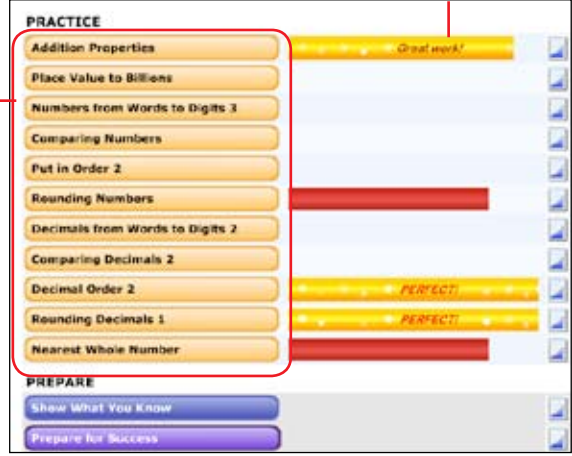 PRACTICE
Addition Properties Great work!
Place Value to Billions
Numbers from Words to Digits 3
Comparing Numbers
Put in Order 2
Rounding Numbers
Decimals from Words to Digits 2
Comparing Decimals 2
Decimal Order 2 PERFECT!
Rounding Decimals 1 PERFECT!
Nearest Whole Number
PREPARE
Show What You Know
Prepare for Success